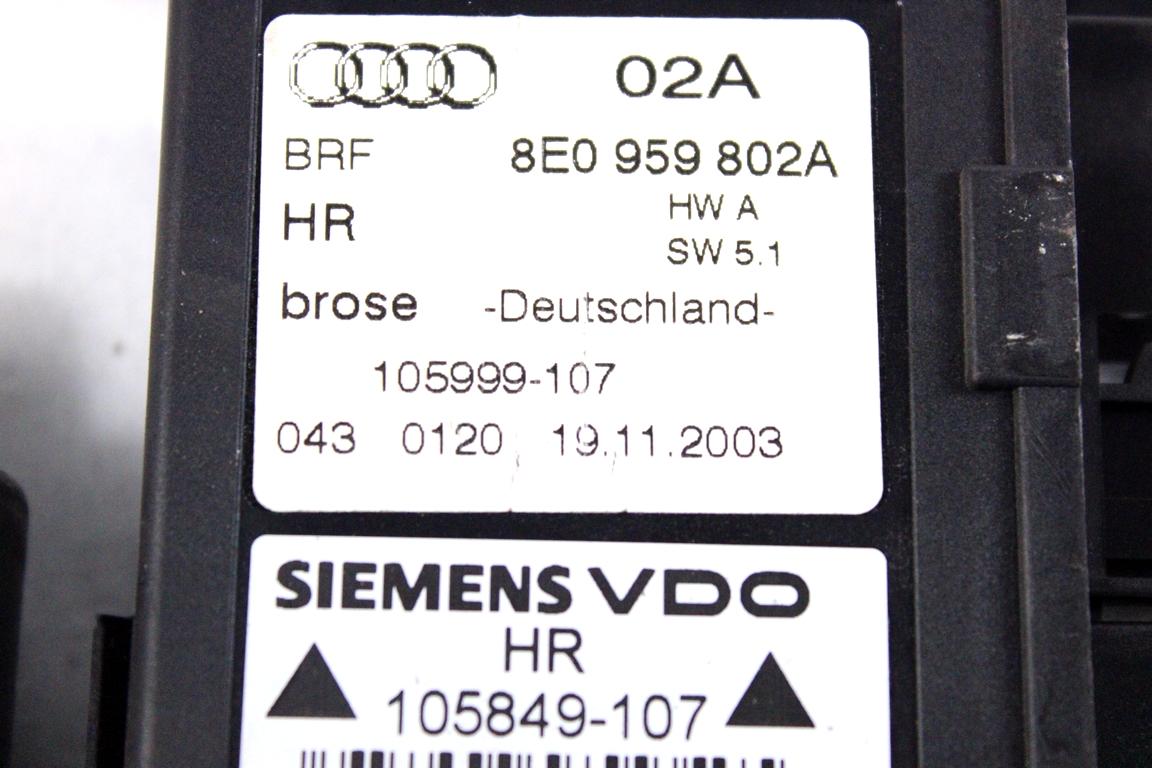 02A
BRF 8E0 959 802A
HR HW A
SW 5.1
brose -Deutschland-
105999-107
043 0120 19.11.2003
SIEMENS VDO
HR
105849-107